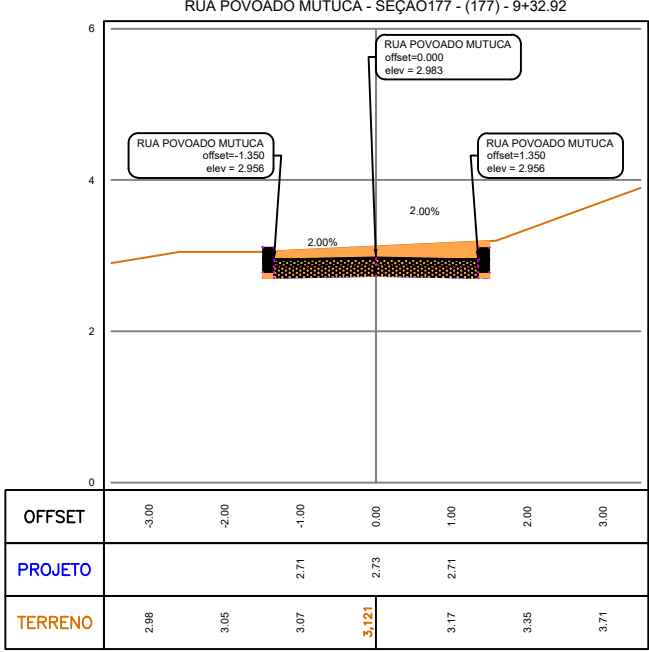 RUA POVOADO MUTUCA - SEÇAO177 - (177) - 9+32.92
6
RUA POVOADO MUTUCA
offset=0.000
elev = 2.983
RUA POVOADO MUTUCA
offset=-1.350
elev = 2.956
RUA POVOADO MUTUCA
offset=1.350
elev = 2.956
4
2.00%
2.00%
2
0
OFFSET -3.00 -2.00 -1.00 0.00 1.00 2.00 3.00
PROJETO 2.71 2.73 2.71
TERRENO 2.98 3.05 3.07 3,121 3.17 3.35 3.71